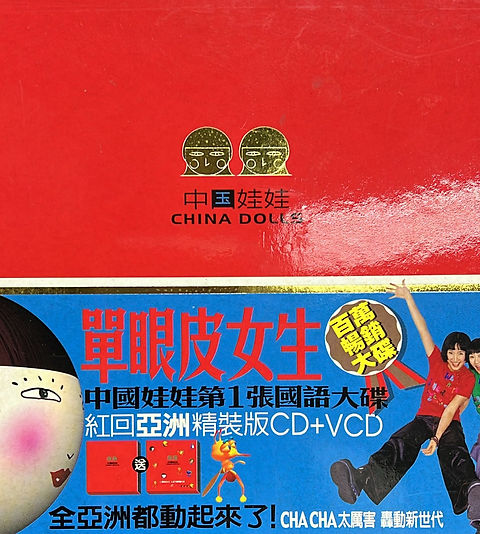 中国娃娃
CHINA DOLLS
單眼皮女生
百萬
暢銷
大碟
中國娃娃第1張國語大碟
紅回亞洲精裝版CD+VCD
送
全亞洲都動起來了! CHA CHA太厲害 轟動新世代